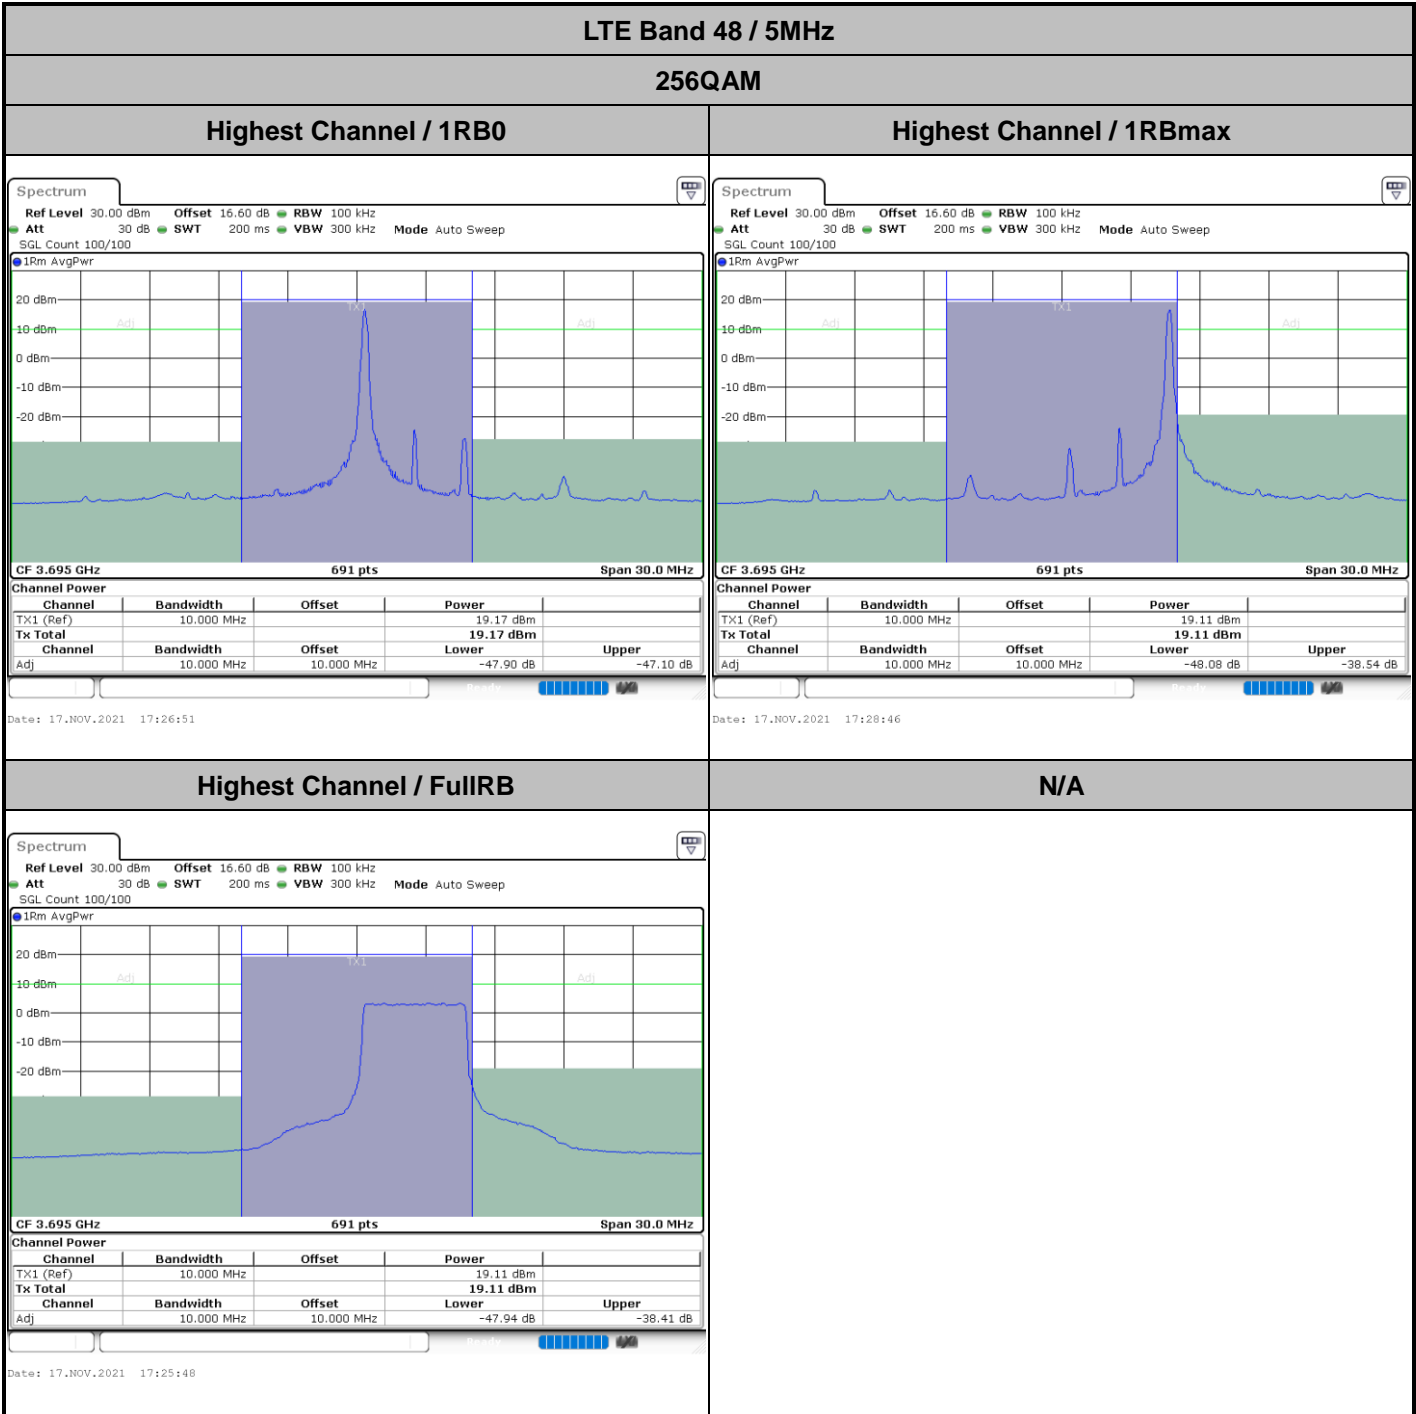 LTE Band 48 / 5MHz
256QAM
Highest Channel / 1RB0
Highest Channel / 1RBmax
Spectrum
Ref Level 30.00 dBm Offset 16.60 dB RBW 100 kHz
Att 30 dB SWT 200 ms VBW 300 kHz Mode Auto Sweep
SGL Count 100/100
1Rm AvgPwr
20 dBm
10 dBm
0 dBm
-10 dBm
-20 dBm
Adj
TX1
Adj
CF 3.695 GHz 691 pts Span 30.0 MHz
Channel Power
Channel Bandwidth Offset Power
TX1 (Ref) 10.000 MHz 19.17 dBm
Tx Total 19.17 dBm
Channel Bandwidth Offset Lower Upper
Adj 10.000 MHz 10.000 MHz -47.90 dB -47.10 dB
Ready
Date: 17.NOV.2021 17:26:51
Spectrum
Ref Level 30.00 dBm Offset 16.60 dB RBW 100 kHz
Att 30 dB SWT 200 ms VBW 300 kHz Mode Auto Sweep
SGL Count 100/100
1Rm AvgPwr
20 dBm
10 dBm
0 dBm
-10 dBm
-20 dBm
Adj
TX1
Adj
CF 3.695 GHz 691 pts Span 30.0 MHz
Channel Power
Channel Bandwidth Offset Power
TX1 (Ref) 10.000 MHz 19.11 dBm
Tx Total 19.11 dBm
Channel Bandwidth Offset Lower Upper
Adj 10.000 MHz 10.000 MHz -48.08 dB -38.54 dB
Ready
Date: 17.NOV.2021 17:28:46
Highest Channel / FullRB
N/A
Spectrum
Ref Level 30.00 dBm Offset 16.60 dB RBW 100 kHz
Att 30 dB SWT 200 ms VBW 300 kHz Mode Auto Sweep
SGL Count 100/100
1Rm AvgPwr
20 dBm
10 dBm
0 dBm
-10 dBm
-20 dBm
Adj
TX1
Adj
CF 3.695 GHz 691 pts Span 30.0 MHz
Channel Power
Channel Bandwidth Offset Power
TX1 (Ref) 10.000 MHz 19.11 dBm
Tx Total 19.11 dBm
Channel Bandwidth Offset Lower Upper
Adj 10.000 MHz 10.000 MHz -47.94 dB -38.41 dB
Ready
Date: 17.NOV.2021 17:25:48